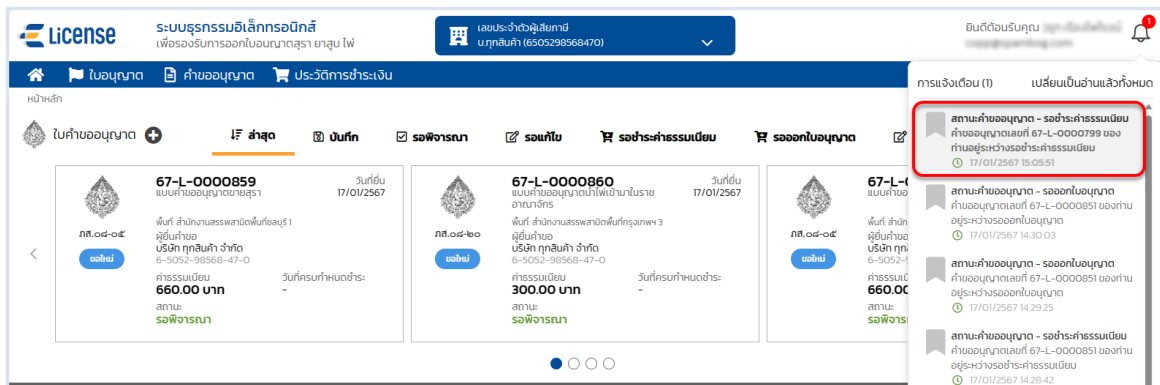 License
ระบบธุรกรรมอิเล็กทรอนิกส์
เพื่อรองรับการออกใบอนุญาตสุรา ยาสูบ ไพ่
เลขประจำตัวผู้เสียภาษี
บ.ทุกสินค้า (6505298568470)
ยินดีต้อนรับคุณ
1
ใบอนุญาต
คำขออนุญาต
ประวัติการชำระเงิน
หน้าหลัก
ใบคำขออนุญาต
ล่าสุด
บันทึก
รอพิจารณา
รอแก้ไข
รอชำระค่าธรรมเนียม
รอออกใบอนุญาต
67-L-0000859
วันที่ยื่น
แบบคำขออนุญาตขายสุรา
17/01/2567
พื้นที่ สำนักงานสรรพสามิตพื้นที่ชลบุรี 1
ภส.๐๘-๐๕
ผู้ยื่นคำขอ
บริษัท ทุกสินค้า จำกัด
ขอใหม่
6-5052-98568-47-0
ค่าธรรมเนียม
วันที่ครบกำหนดชำระ
660.00 บาท
-
สถานะ
รอพิจารณา
67-L-0000860
วันที่ยื่น
แบบคำขออนุญาตนำไพ่เข้ามาในราช
17/01/2567
อาณาจักร
พื้นที่ สำนักงานสรรพสามิตพื้นที่กรุงเทพฯ 3
ภส.๐๘-๒๐
ผู้ยื่นคำขอ
บริษัท ทุกสินค้า จำกัด
ขอใหม่
6-5052-98568-47-0
ค่าธรรมเนียม
วันที่ครบกำหนดชำระ
300.00 บาท
-
สถานะ
รอพิจารณา
67-L-0
แบบคำขออ
พื้นที่ สำนัก
ภส.๐๘-๐๕
ผู้ยื่นคำขอ
บริษัท ทุกสิ
ขอใหม่
6-5052-9
ค่าธรรมเนีย
660.00
สถานะ
รอพิจาร
การแจ้งเตือน (1)
เปลี่ยนเป็นอ่านแล้วทั้งหมด
สถานะคำขออนุญาต - รอชำระค่าธรรมเนียม
คำขออนุญาตเลขที่ 67-L-0000799 ของ
ท่านอยู่ระหว่างรอชำระค่าธรรมเนียม
17/01/2567 15:05:51
สถานะคำขออนุญาต - รอออกใบอนุญาต
คำขออนุญาตเลขที่ 67-L-0000851 ของท่าน
อยู่ระหว่างรอออกใบอนุญาต
17/01/2567 14:30:03
สถานะคำขออนุญาต - รอออกใบอนุญาต
คำขออนุญาตเลขที่ 67-L-0000851 ของท่าน
อยู่ระหว่างรอออกใบอนุญาต
17/01/2567 14:29:25
สถานะคำขออนุญาต - รอชำระค่าธรรมเนียม
คำขออนุญาตเลขที่ 67-L-0000851 ของท่าน
อยู่ระหว่างรอชำระค่าธรรมเนียม
17/01/2567 14:28:42